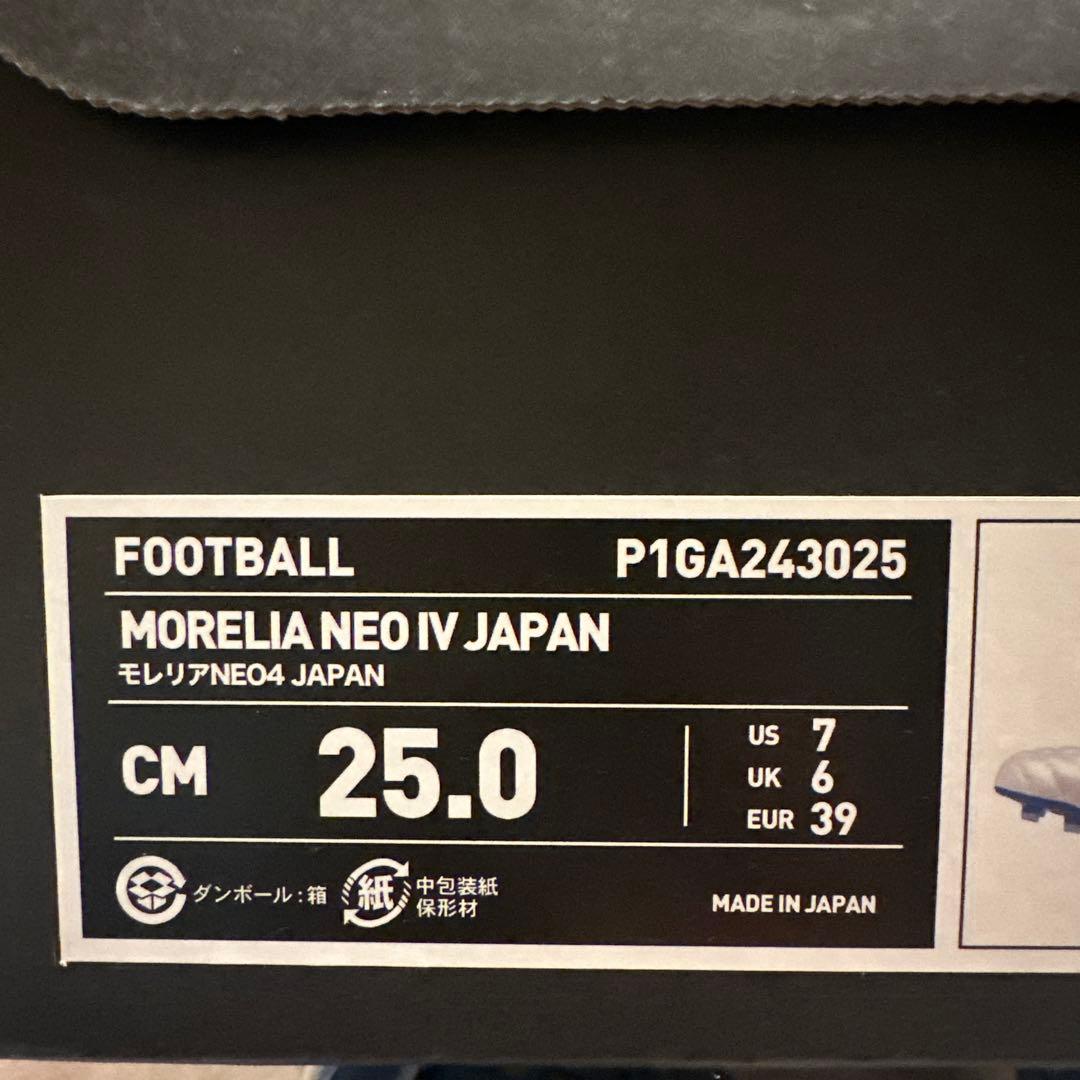 FOOTBALL P1GA243025
MORELIA NEO IV JAPAN
モレリアNEO4 JAPAN
CM 25.0
US 7
UK 6
EUR 39
ダンボール:箱
紙
中包装紙
保形材
MADE IN JAPAN